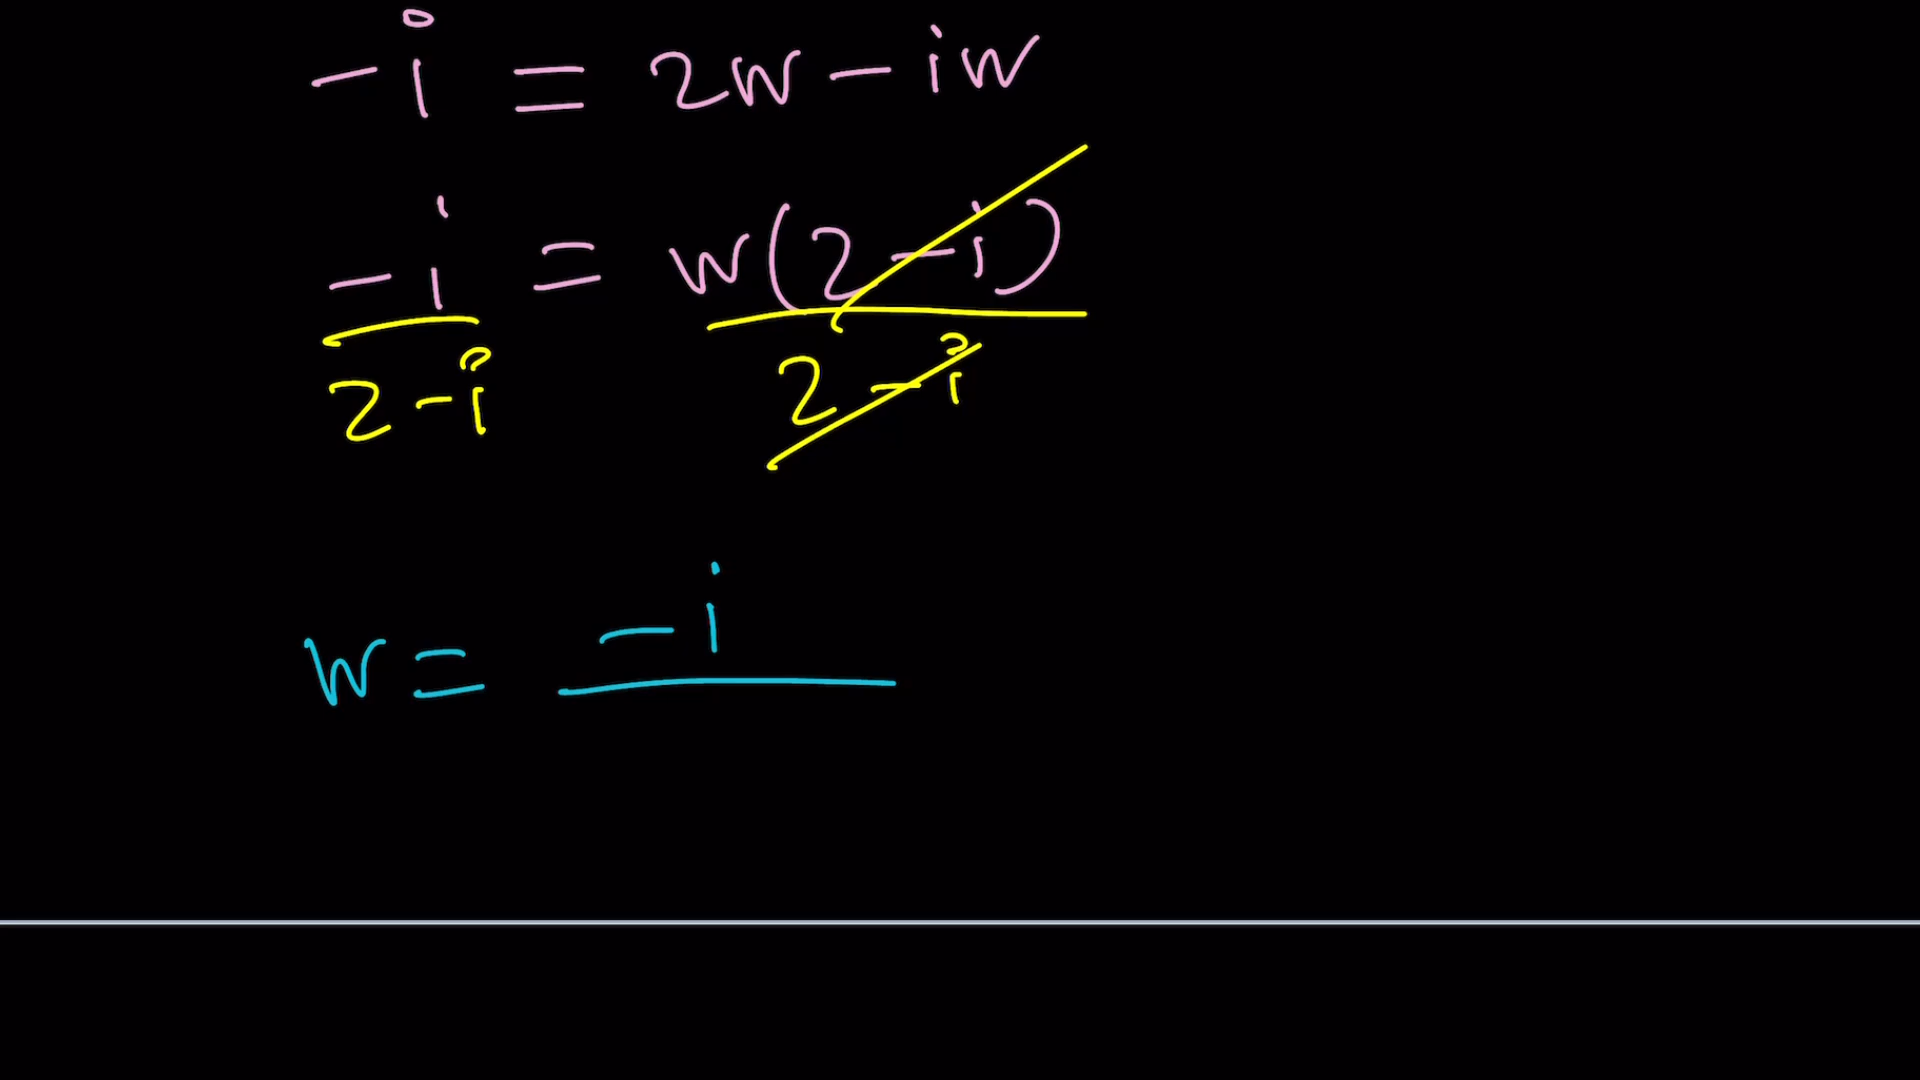 -i = 2w - iw
-i = w(2-i)
2-i 2-i
w = -i